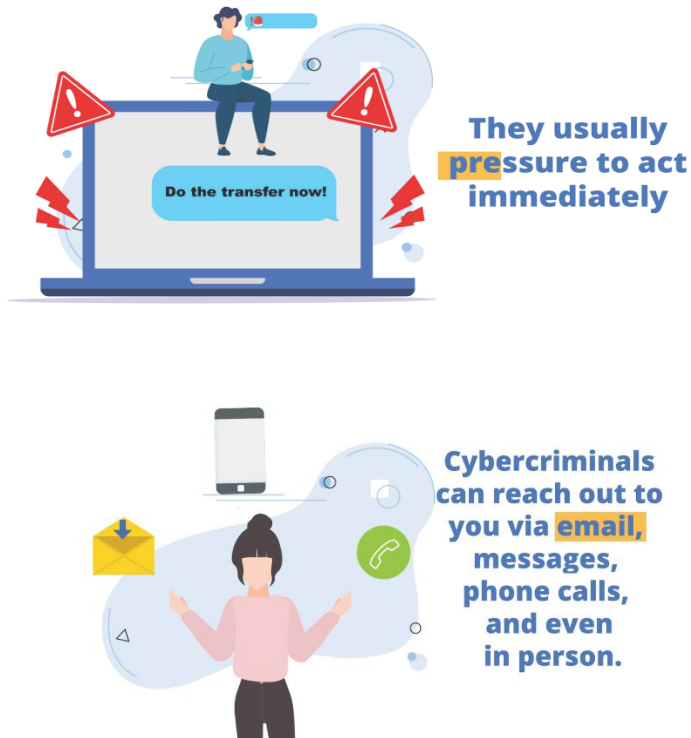 Do the transfer now!
They usually
pressure to act
immediately
Cybercriminals
can reach out to
you via email,
messages,
phone calls,
and even
in person.